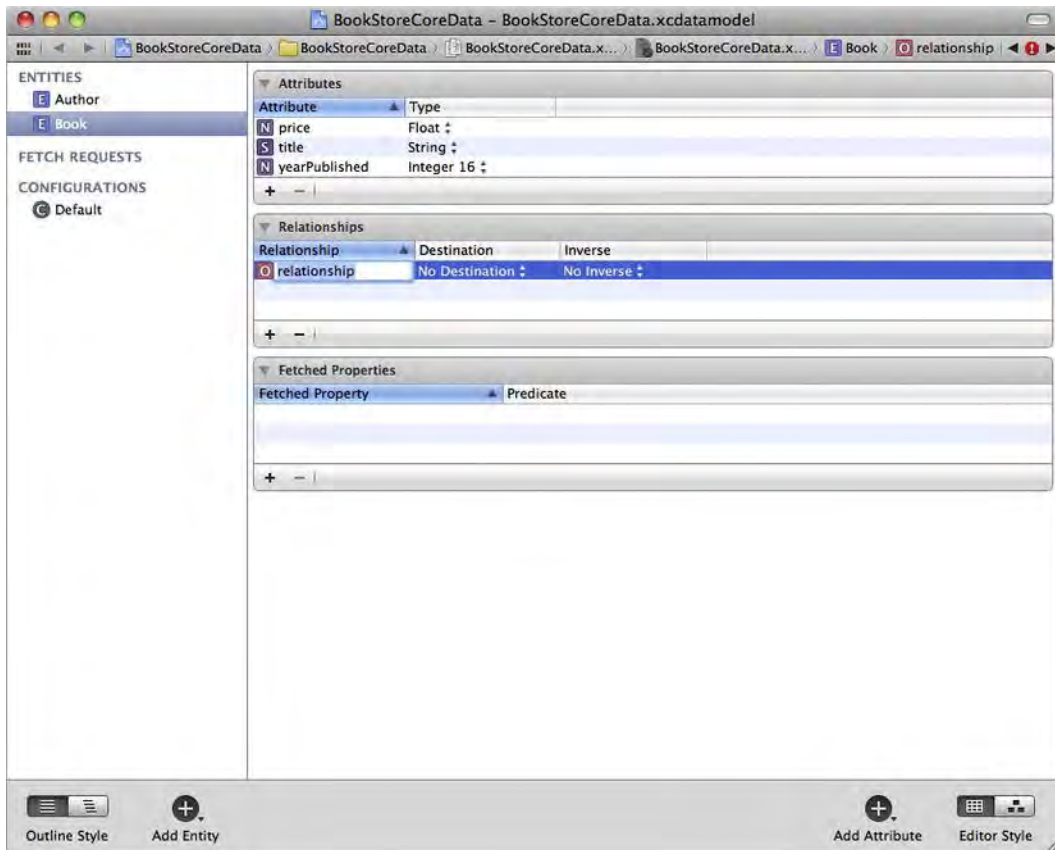 BookStoreCoreData – BookStoreCoreData.xcdatamodel
BookStoreCoreData BookStoreCoreData BookStoreCoreData.x... BookStoreCoreData.x... E Book O relationship
ENTITIES
E Author
E Book
FETCH REQUESTS
CONFIGURATIONS
C Default
Attributes
Attribute Type
N price Float
S title String
N yearPublished Integer 16
+ –
Relationships
Relationship Destination Inverse
O relationship No Destination No Inverse
+ –
Fetched Properties
Fetched Property Predicate
+ –
Outline Style Add Entity Add Attribute Editor Style